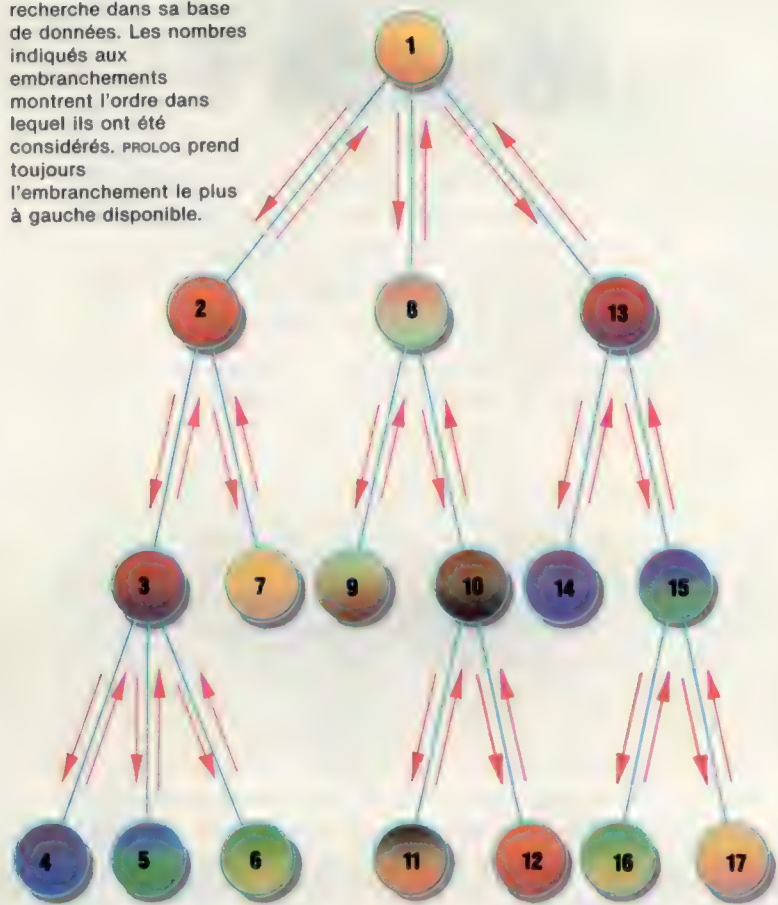 recherche dans sa base
de données. Les nombres
indiqués aux
embranchements
montrent l'ordre dans
lequel ils ont été
considérés. PROLOG prend
toujours
l'embranchement le plus
à gauche disponible.
1
2
8
13
3
7
9
10
14
15
4
5
6
11
12
16
17